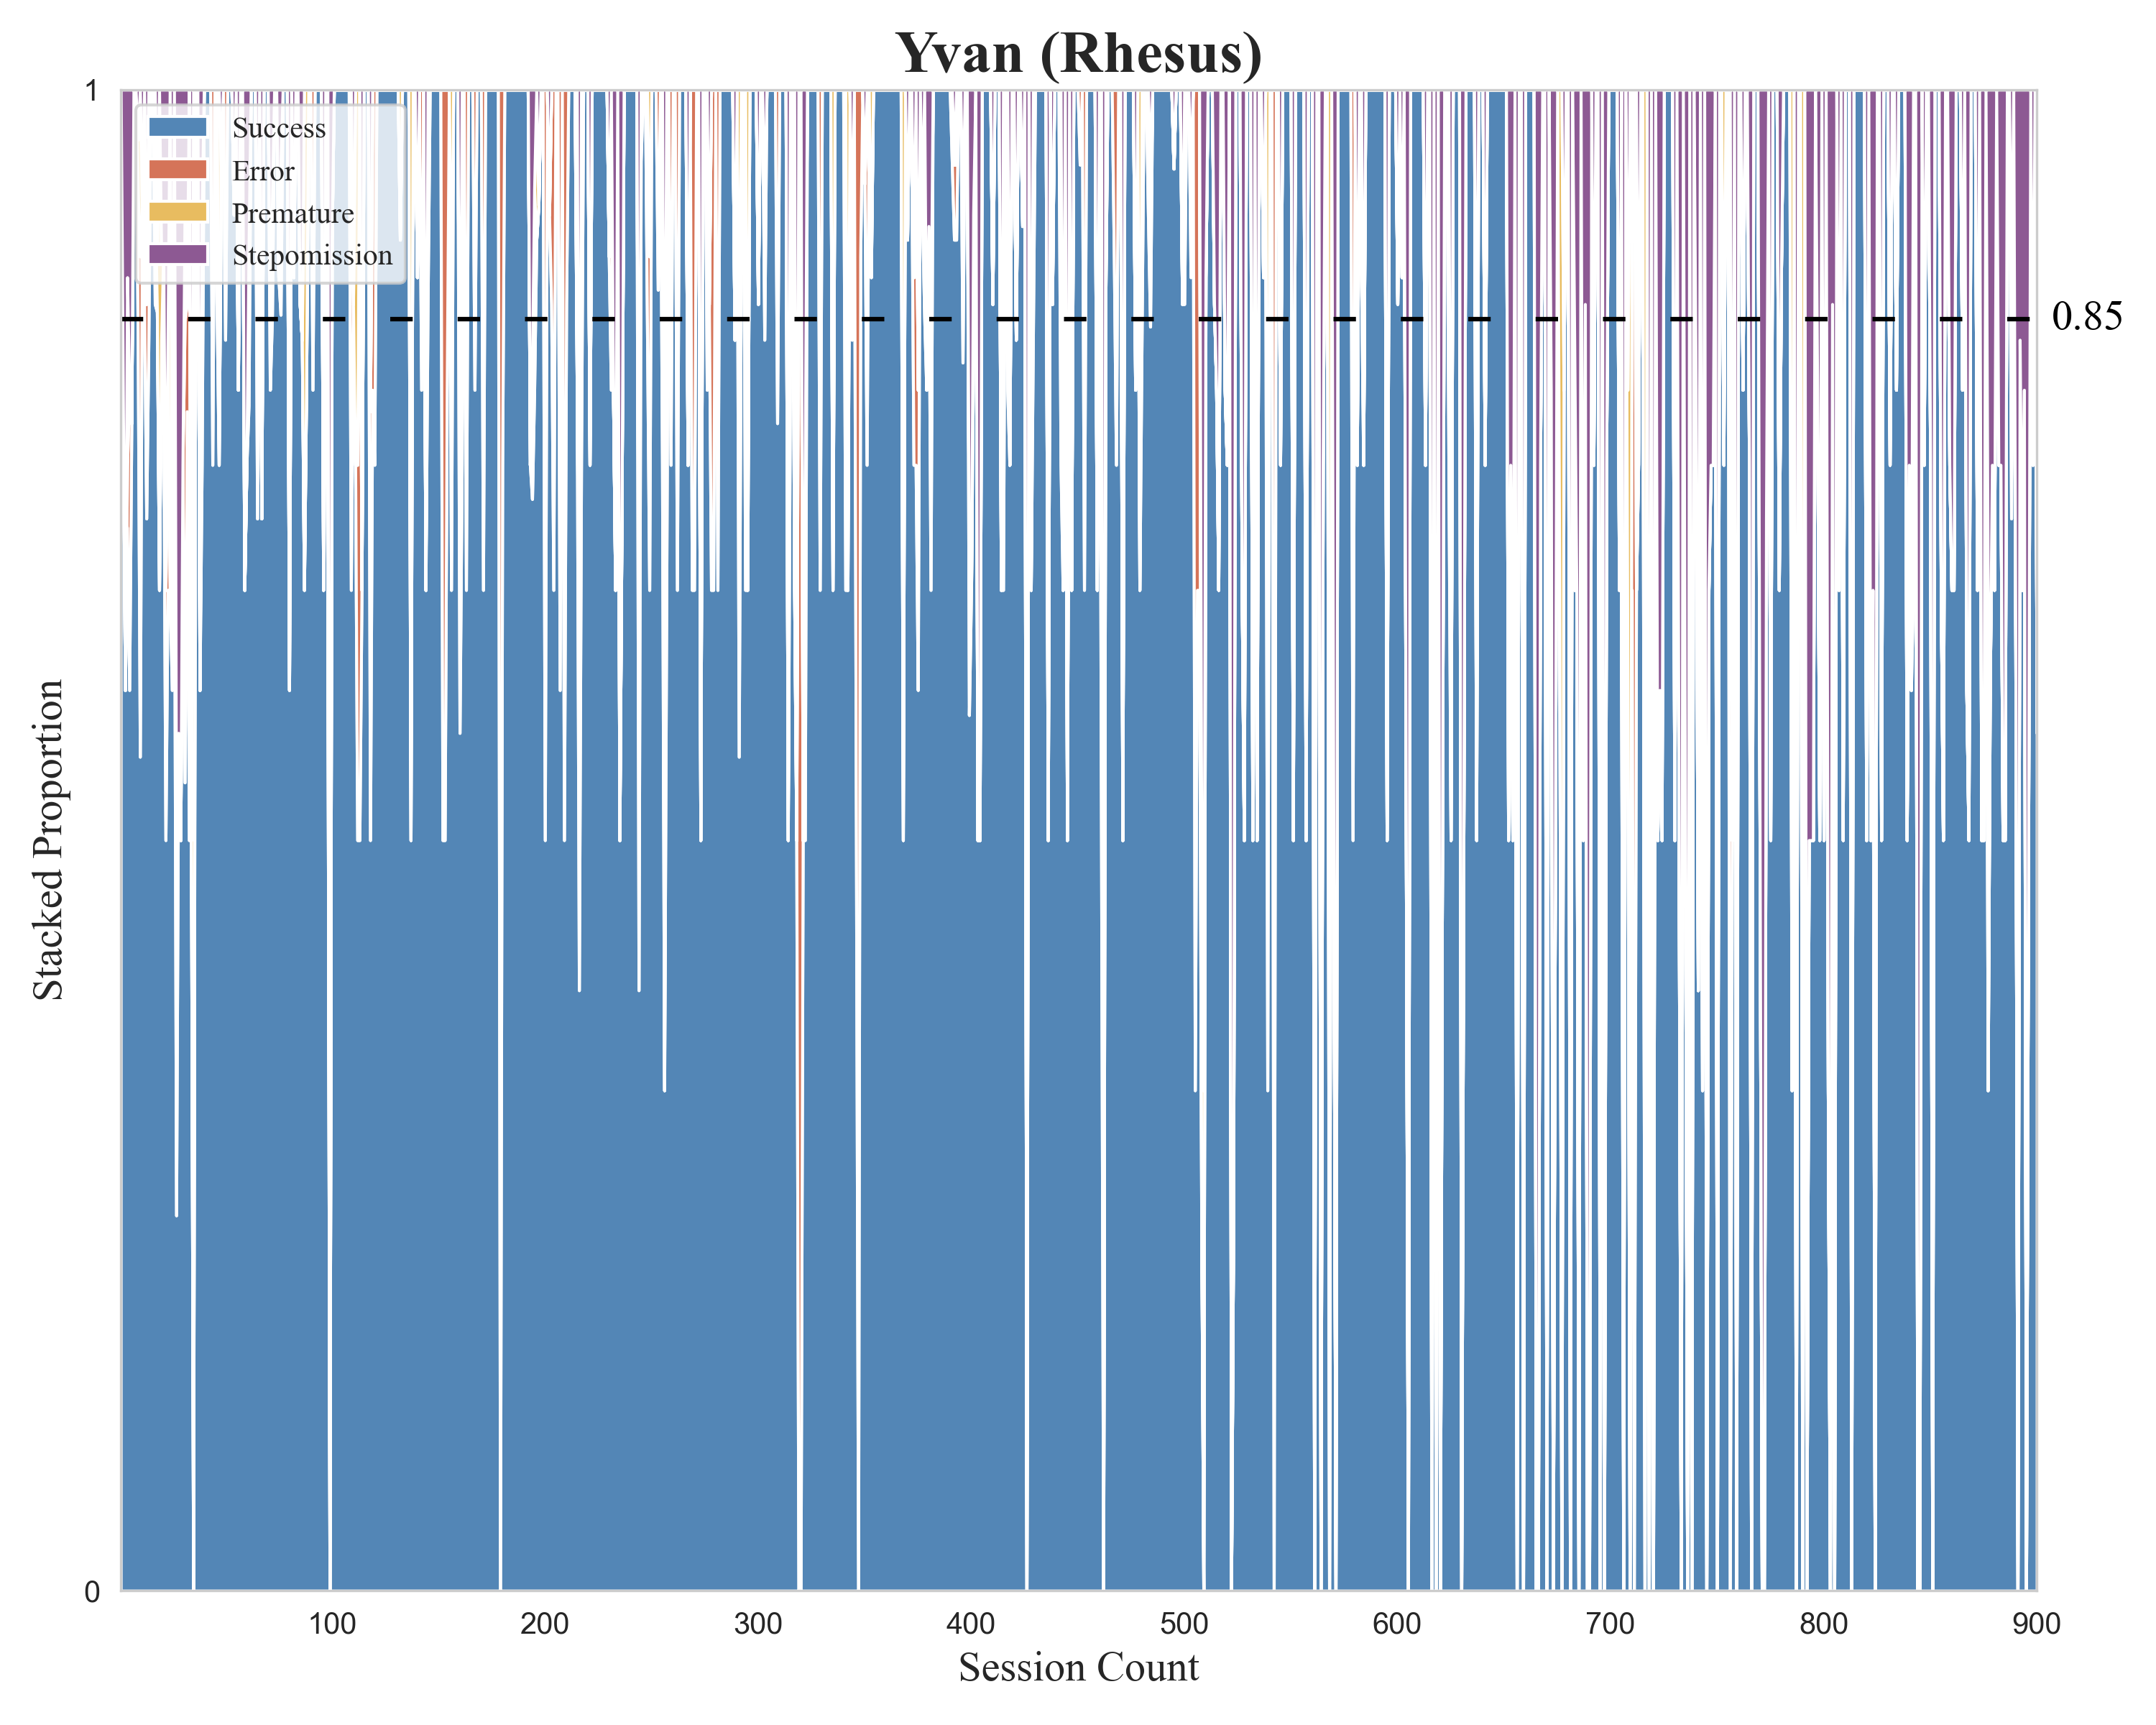 Yvan (Rhesus)
1
Success
Error
Premature
Stepomission
0.85
Stacked Proportion
0
100 200 300 400 500 600 700 800 900
Session Count